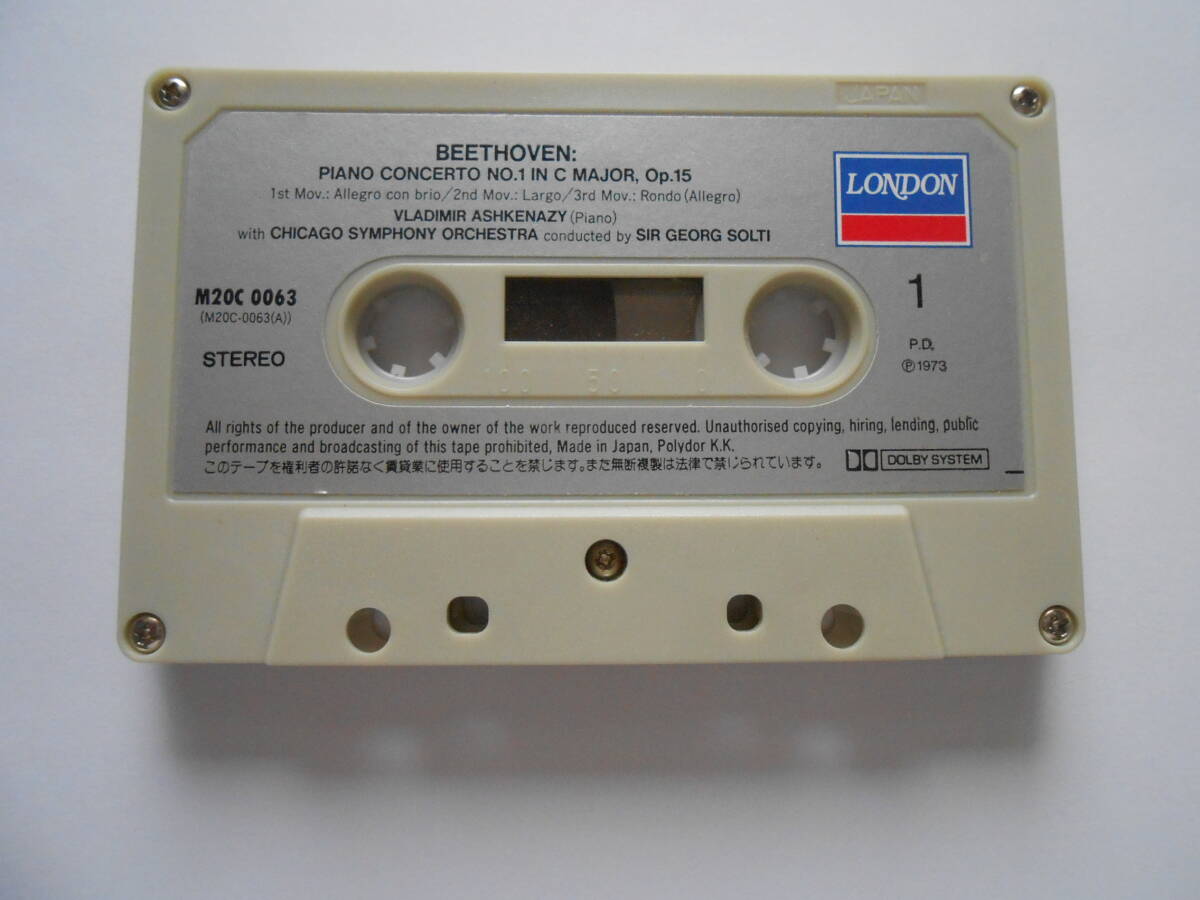 JAPAN
BEETHOVEN:
PIANO CONCERTO NO.1 IN C MAJOR, Op.15
1st Mov.: Allegro con brio/2nd Mov.: Largo/3rd Mov.: Rondo (Allegro)
VLADIMIR ASHKENAZY (Piano)
with CHICAGO SYMPHONY ORCHESTRA conducted by SIR GEORG SOLTI
LONDON
M20C 0063
(M20C-0063(A))
STEREO
1
P.D.
Ⓟ1973
100 50 0
All rights of the producer and of the owner of the work reproduced reserved. Unauthorised copying, hiring, lending, public
performance and broadcasting of this tape prohibited, Made in Japan, Polydor K.K.
このテープを権利者の許諾なく賃貸業に使用することを禁じます。また無断複製は法律で禁じられています。
DOLBY SYSTEM